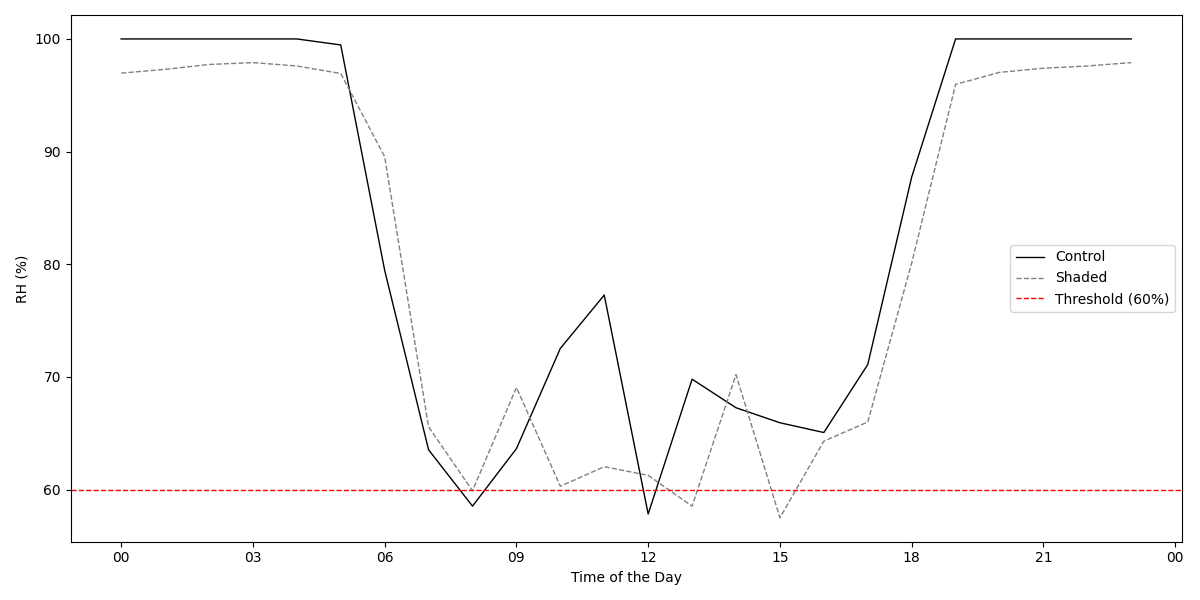 100
90
80
70
60
RH (%)
Control
Shaded
Threshold (60%)
00
03
06
09
12
15
18
21
00
Time of the Day